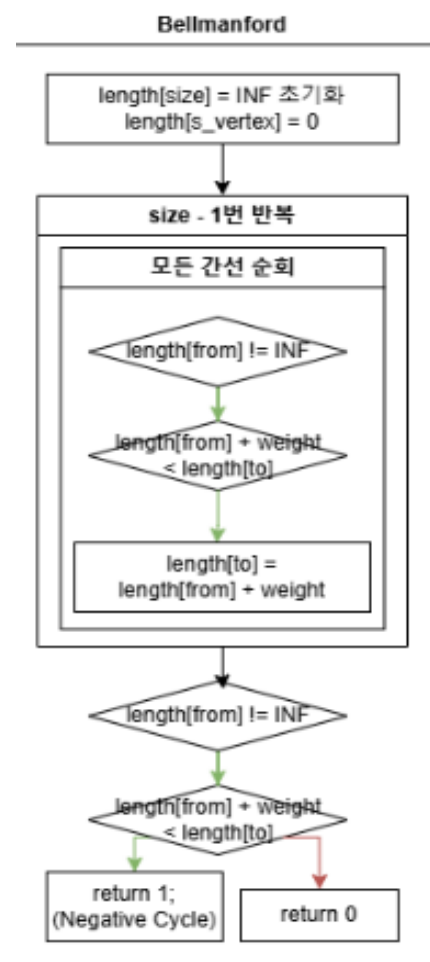 Bellmanford
length[size] = INF 초기화
length[s_vertex] = 0
size - 1번 반복
모든 간선 순회
length[from] != INF
length[from] + weight
< length[to]
length[to] =
length[from] + weight
length[from] != INF
length[from] + weight
< length[to]
return 1;
(Negative Cycle)
return 0